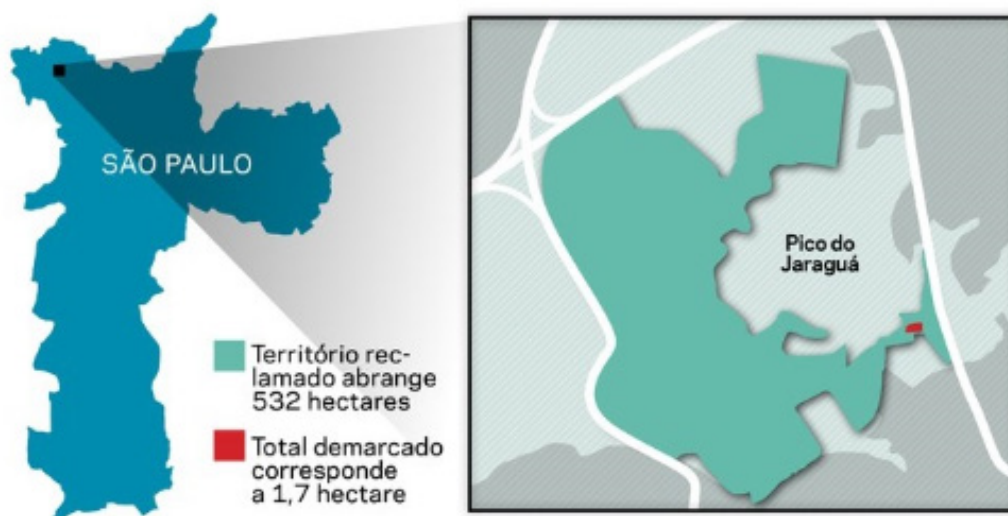 SÃO PAULO
Território rec-
lamado abrange
532 hectares
Total demarcado
corresponde
a 1,7 hectare
Pico do
Jaraguá